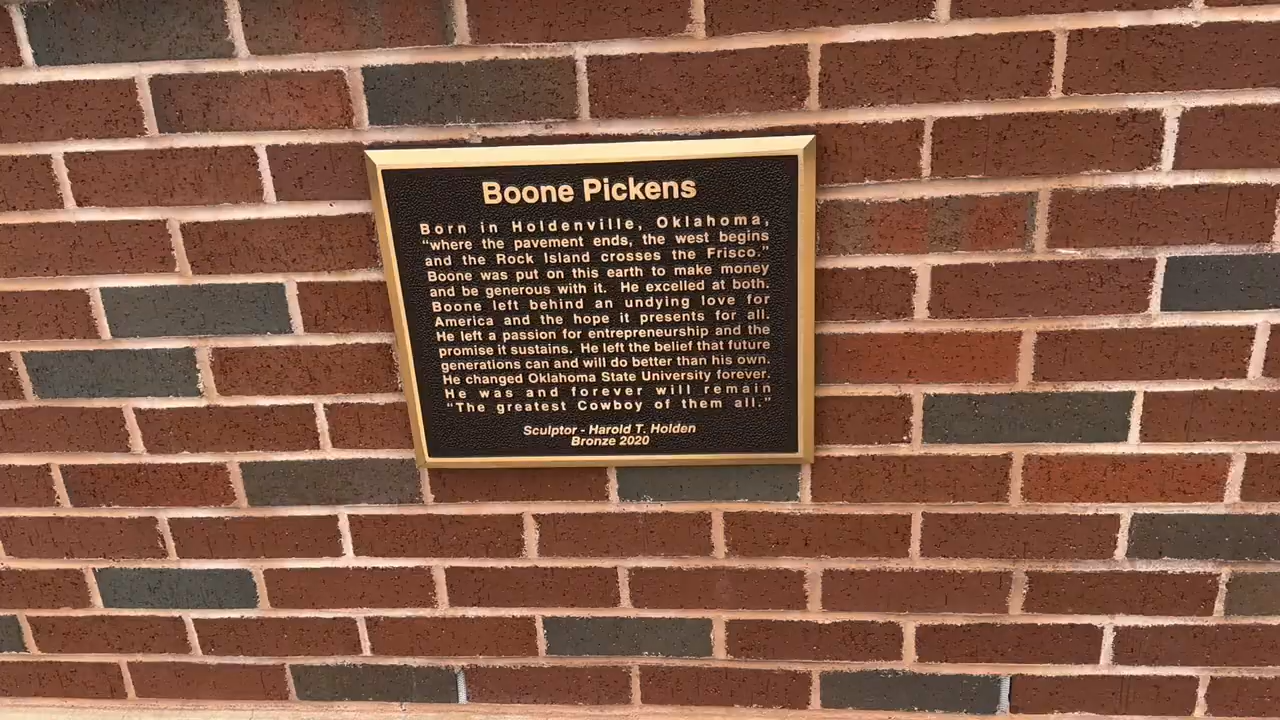 Boone Pickens
Born in Holdenville, Oklahoma,
“where the pavement ends, the west begins
and the Rock Island crosses the Frisco.”
Boone was put on this earth to make money
and be generous with it. He excelled at both.
Boone left behind an undying love for
America and the hope it presents for all.
He left a passion for entrepreneurship and the
promise it sustains. He left the belief that future
generations can and will do better than his own.
He changed Oklahoma State University forever.
He was and forever will remain
“The greatest Cowboy of them all.”
Sculptor - Harold T. Holden
Bronze 2020